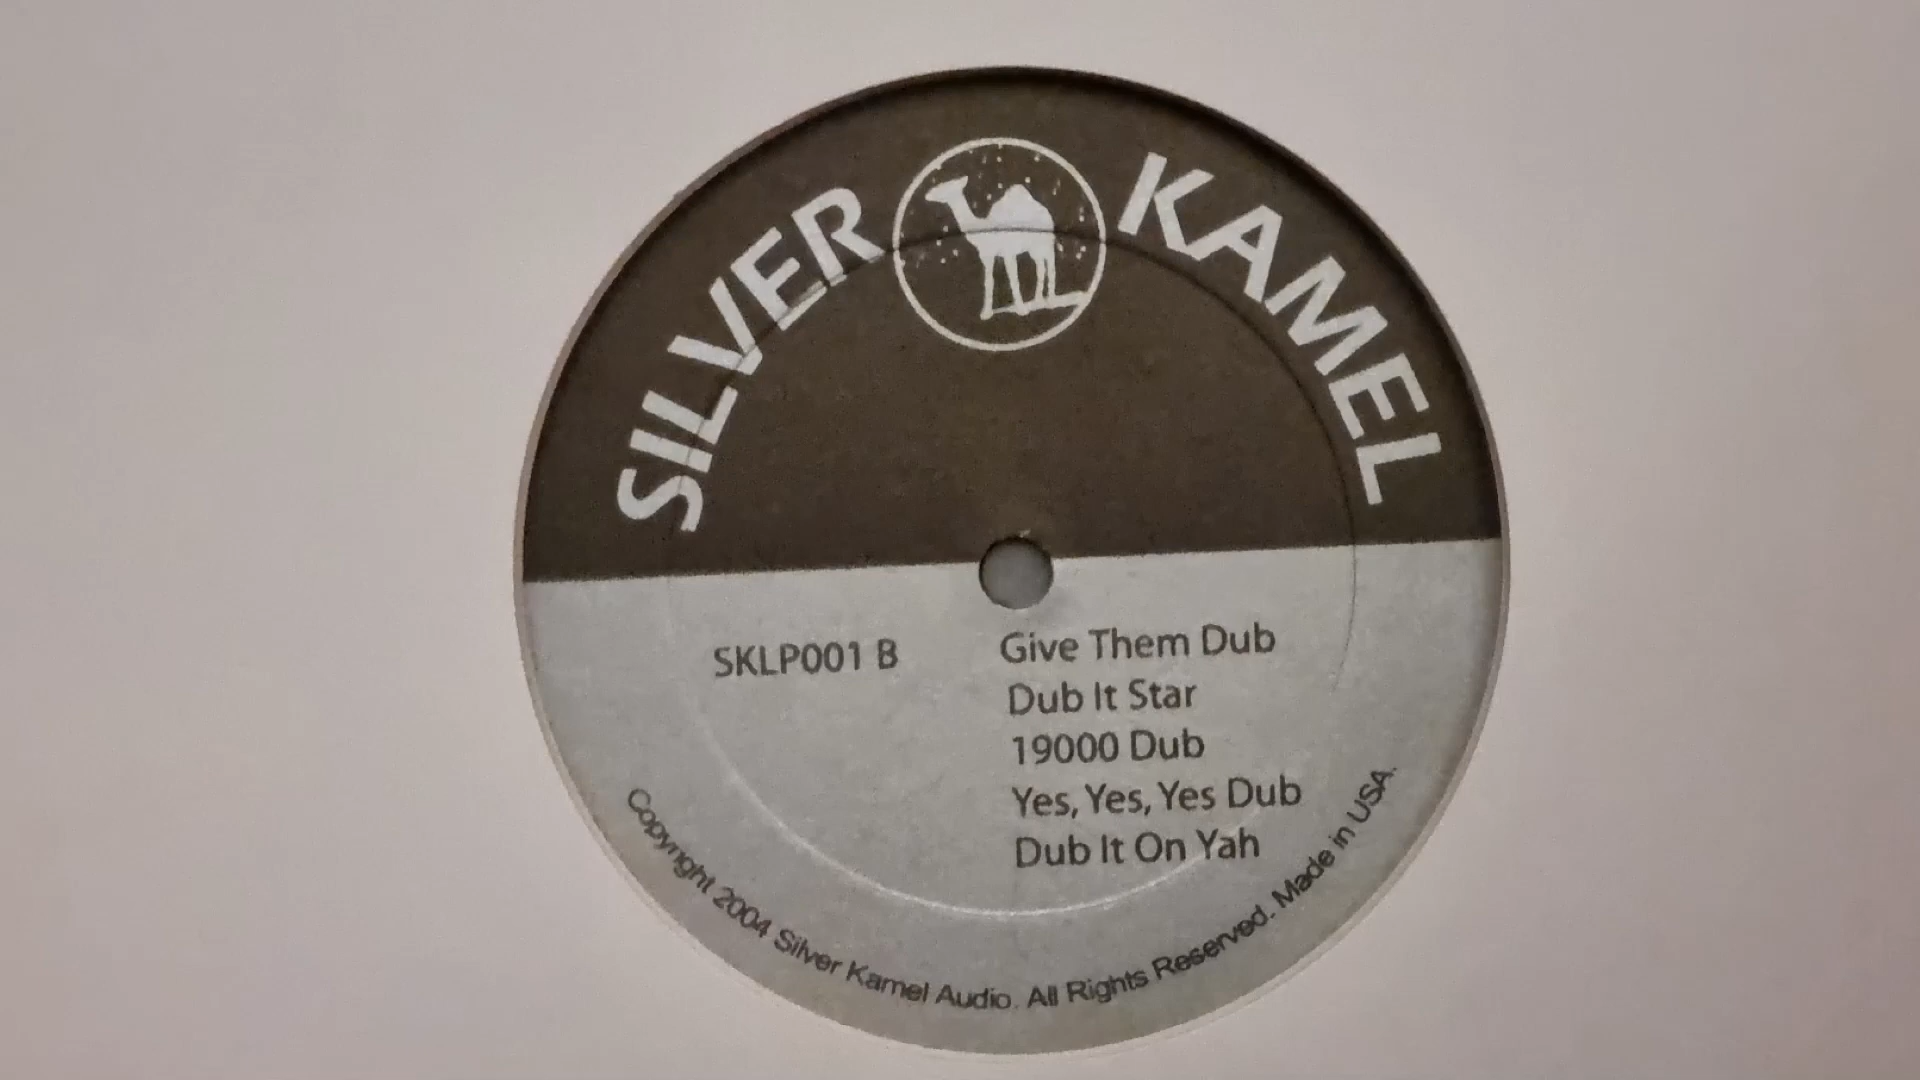 SILVER KAMEL
SKLP001 B
Give Them Dub
Dub It Star
19000 Dub
Yes, Yes, Yes Dub
Dub It On Yah
Copyright 2004 Silver Kamel Audio. All Rights Reserved. Made in USA.